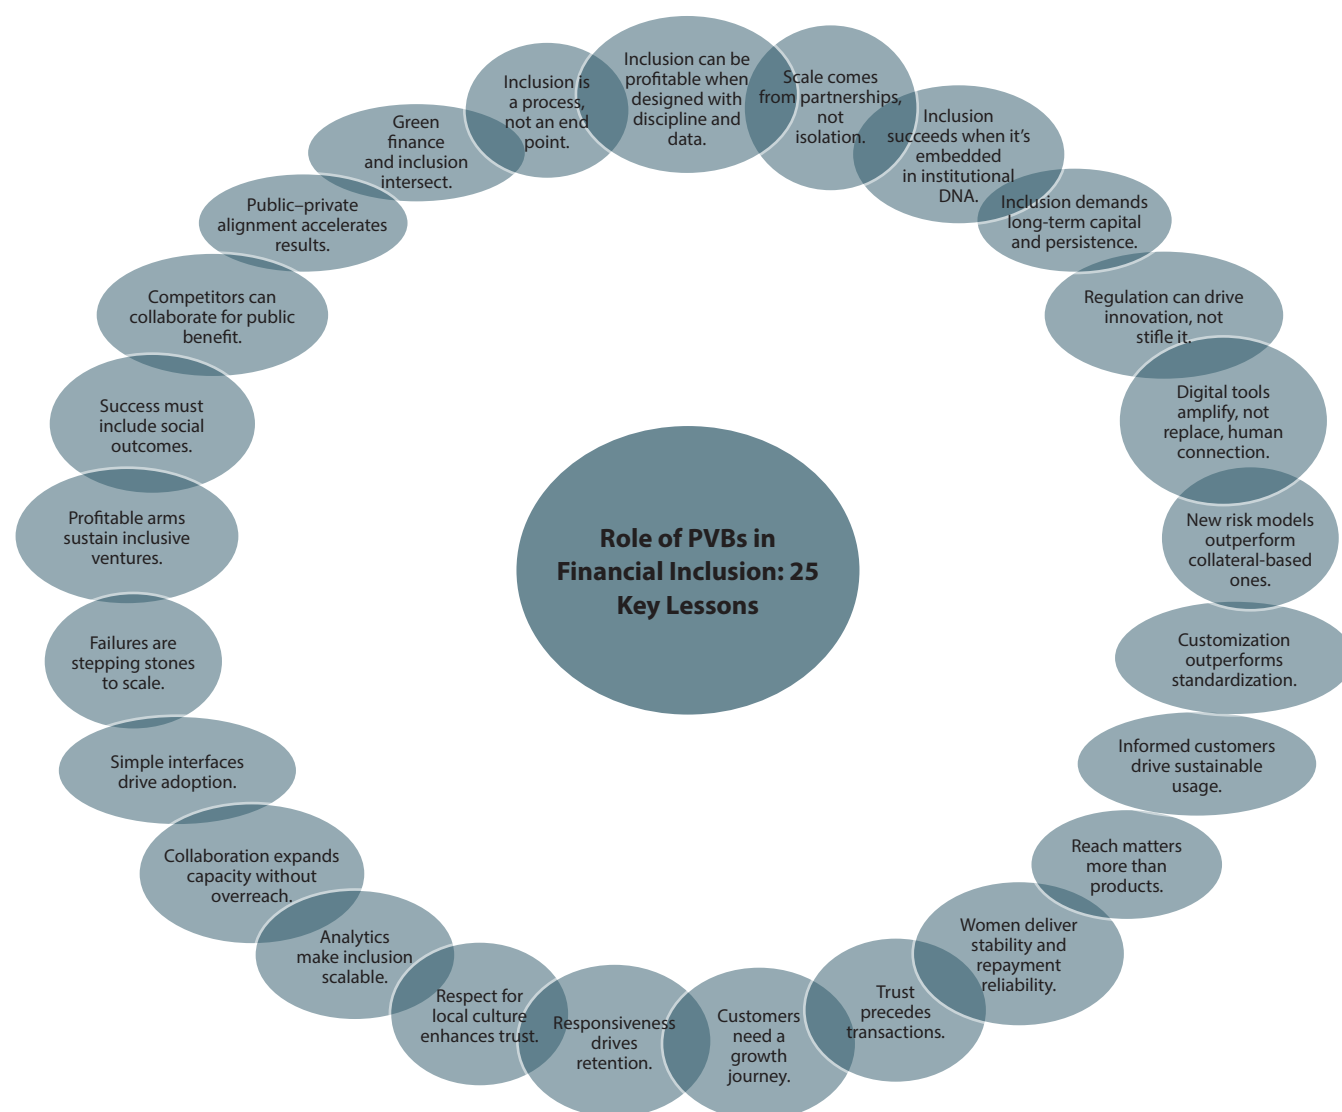 Inclusion can be
profitable when
designed with
discipline and
data.
Scale comes
from partnerships,
not
isolation.
Inclusion
succeeds when it’s
embedded
in institutional
DNA.
Inclusion demands
long-term capital
and persistence.
Regulation can drive
innovation, not
stifle it.
Digital tools
amplify, not
replace, human
connection.
New risk models
outperform
collateral-based
ones.
Customization
outperforms
standardization.
Informed customers
drive sustainable
usage.
Reach matters
more than
products.
Women deliver
stability and
repayment
reliability.
Trust
precedes
transactions.
Customers
need a
growth
journey.
Responsiveness
drives
retention.
Respect for
local culture
enhances trust.
Analytics
make inclusion
scalable.
Collaboration expands
capacity without
overreach.
Simple interfaces
drive adoption.
Failures are
stepping stones
to scale.
Profitable arms
sustain inclusive
ventures.
Success must
include social
outcomes.
Competitors can
collaborate for public
benefit.
Public–private
alignment accelerates
results.
Green
finance
and inclusion
intersect.
Inclusion is
a process,
not an end
point.
Role of PVBs in
Financial Inclusion: 25
Key Lessons